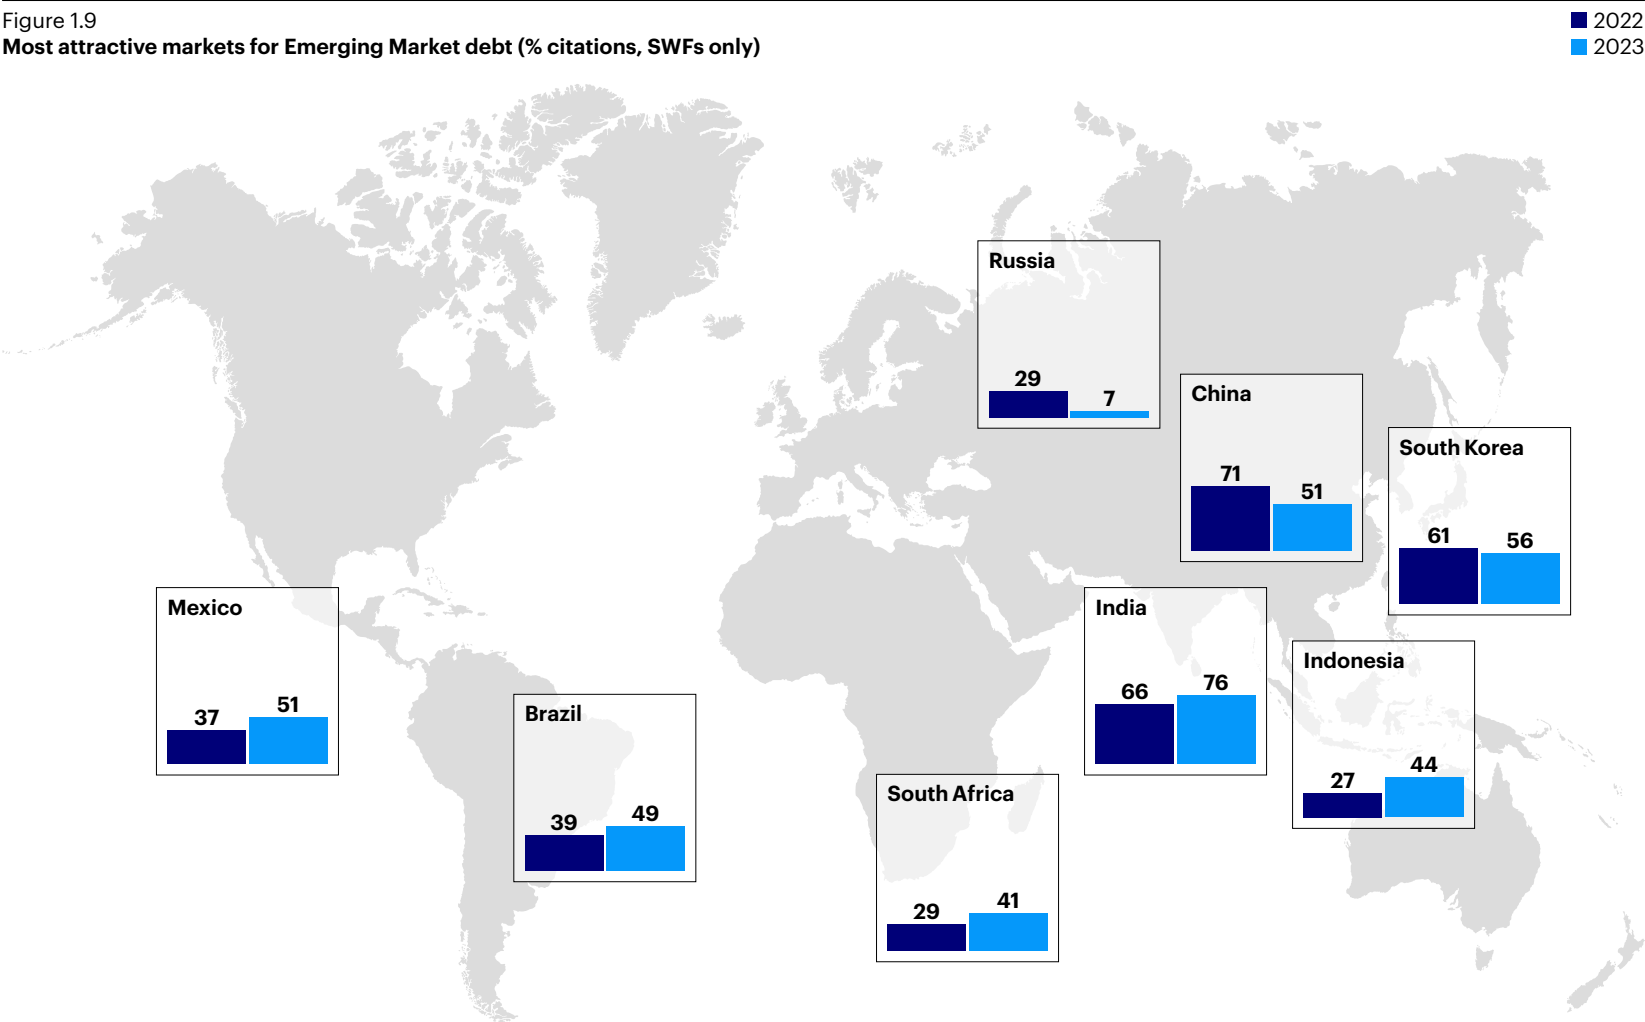 Figure 1.9
Most attractive markets for Emerging Market debt (% citations, SWFs only)
2022
2023
Russia
29
7
China
71
51
South Korea
61
56
Mexico
37
51
India
66
76
Indonesia
27
44
Brazil
39
49
South Africa
29
41